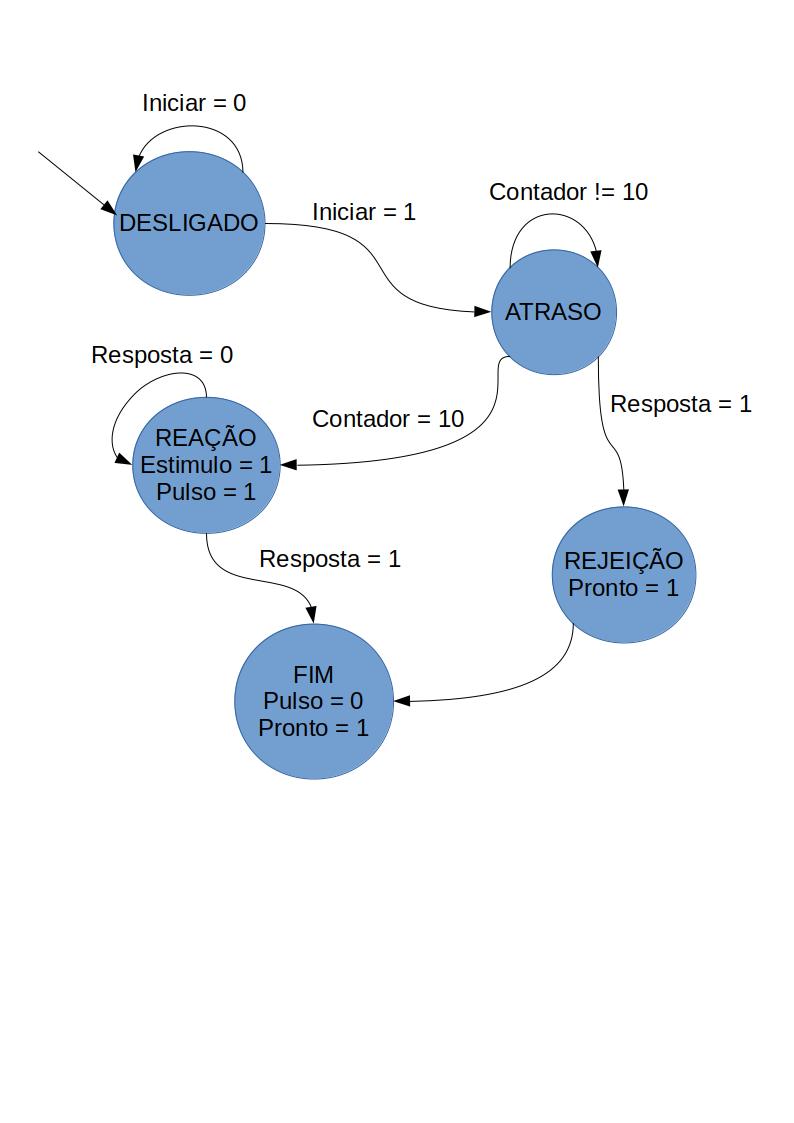 Iniciar = 0
DESLIGADO
Iniciar = 1
Contador != 10
ATRASO
Resposta = 0
REAÇÃO
Estimulo = 1
Pulso = 1
Contador = 10
Resposta = 1
Resposta = 1
REJEIÇÃO
Pronto = 1
FIM
Pulso = 0
Pronto = 1